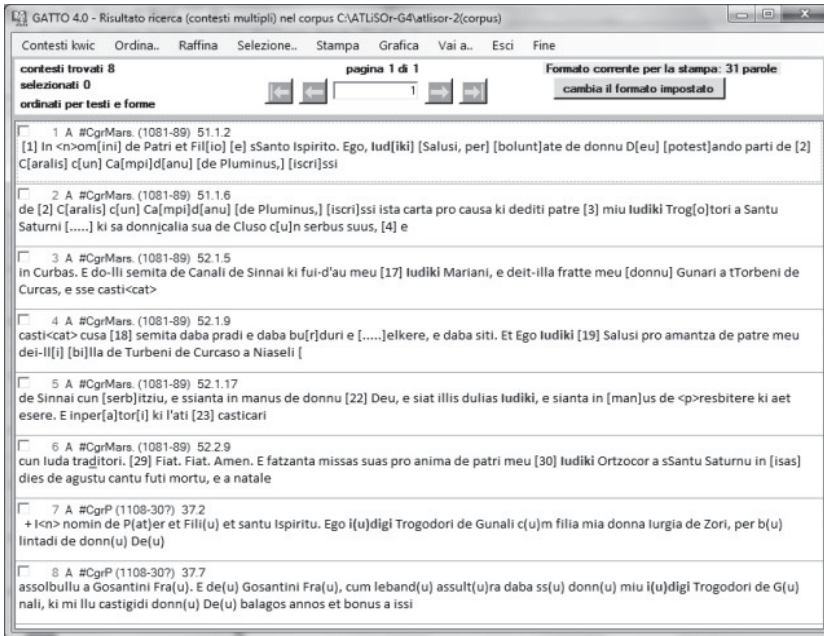 GATTO 4.0 - Risultato ricerca (contesti multipli) nel corpus C:\ATLiSOr-G4\atlisor-2(corpus)
Contesti kwic Ordina.. Raffina Selezione.. Stampa Grafica Vai a.. Esci Fine
contesti trovati 8 pagina 1 di 1 Formato corrente per la stampa: 31 parole
selezionati 0 1 cambia il formato impostato
ordinati per testi e forme
1 A #CgrMars. (1081-89) 51.1.2
[1] In <n>om[ini] de Patri et Fil[io] [e] sSanto Ispirito. Ego, Iud[iki] [Salusi, per] [bolunt]ate de donnu D[eu] [potest]ando parti de [2]
C[aralis] c[un] Ca[mpi]d[anu] [de Pluminus,] [iscri]ssi
2 A #CgrMars. (1081-89) 51.1.6
de [2] C[aralis] c[un] Ca[mpi]d[anu] [de Pluminus,] [iscri]ssi ista carta pro causa ki dediti patre [3] miu Iudiki Trog[o]tori a Santu
Saturni [.....] ki sa donnicalia sua de Cluso c[u]n serbus suus, [4] e
3 A #CgrMars. (1081-89) 52.1.5
in Curbas. E do-lli semita de Canali de Sinnai ki fui-d'au meu [17] Iudiki Mariani, e deit-illa fratte meu [donnu] Gunari a tTorbeni de
Curcas, e sse casti<cat>
4 A #CgrMars. (1081-89) 52.1.9
casti<cat> cusa [18] semita daba pradi e daba bu[r]duri e [.....]elkere, e daba siti. Et Ego Iudiki [19] Salusi pro amantza de patre meu
dei-ll[i] [bi]lla de Turbeni de Curcaso a Niaseli [
5 A #CgrMars. (1081-89) 52.1.17
de Sinnai cun [serb]itziu, e ssianta in manus de donnu [22] Deu, e siat illis dulias Iudiki, e sianta in [man]us de <p>resbitere ki aet
esere. E inper[a]tor[i] ki l'ati [23] casticari
6 A #CgrMars. (1081-89) 52.2.9
cun Iuda traditori. [29] Fiat. Fiat. Amen. E fatzanta missas suas pro anima de patri meu [30] Iudiki Ortzocor a sSantu Saturnu in [isas]
dies de agustu cantu futi mortu, e a natale
7 A #CgrP (1108-30?) 37.2
+ I<n> nomin de P(at)er et Fili(u) et santu Ispiritu. Ego i(u)digi Trogodori de Gunali c(u)m filia mia donna Iurgia de Zori, per b(u)
lintadi de donn(u) De(u)
8 A #CgrP (1108-30?) 37.7
assolbullu a Gosantini Fra(u). E de(u) Gosantini Fra(u), cum leband(u) assult(u)ra daba ss(u) donn(u) miu i(u)digi Trogodori de G(u)
nali, ki mi llu castigidi donn(u) De(u) balagos annos et bonus a issi